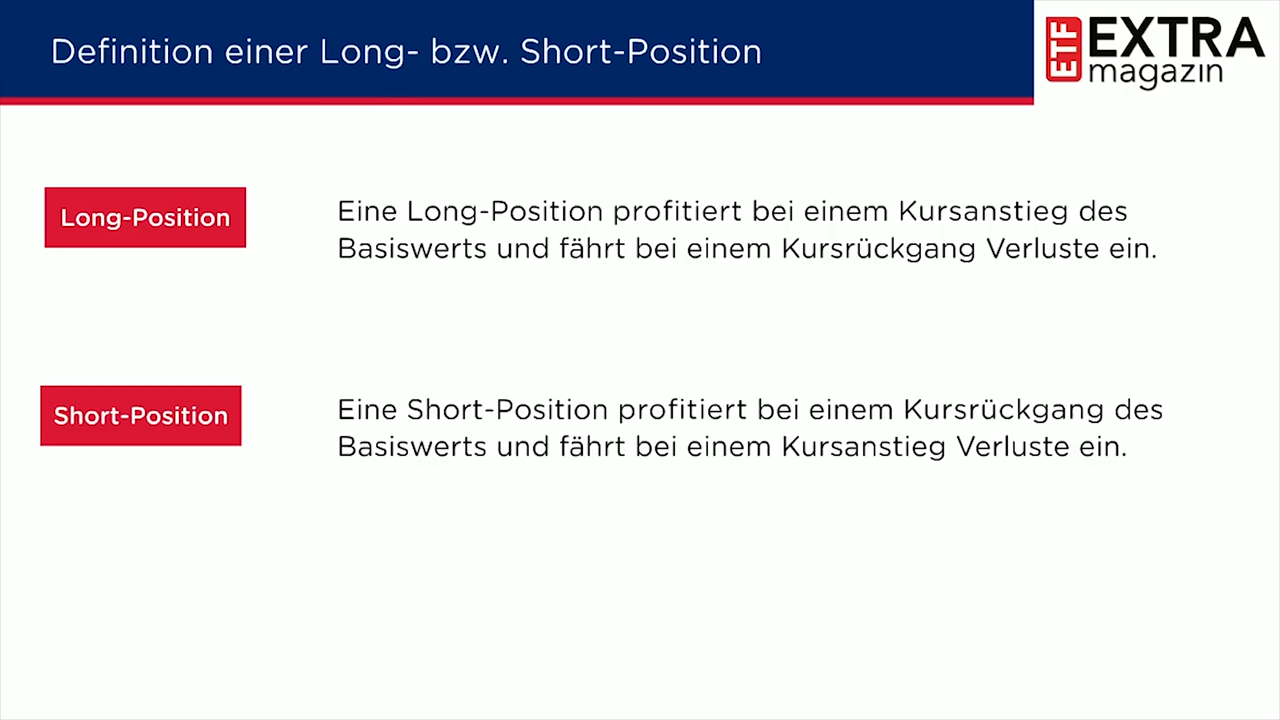 Definition einer Long- bzw. Short-Position
ETF EXTRA
magazin
Long-Position
Eine Long-Position profitiert bei einem Kursanstieg des
Basiswerts und fährt bei einem Kursrückgang Verluste ein.
Short-Position
Eine Short-Position profitiert bei einem Kursrückgang des
Basiswerts und fährt bei einem Kursanstieg Verluste ein.